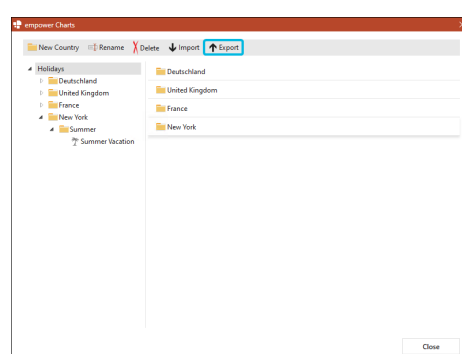 empower Charts
New Country Rename Delete Import Export
Holidays
Deutschland
United Kingdom
France
New York
Summer
Summer Vacation
Deutschland
United Kingdom
France
New York
Close